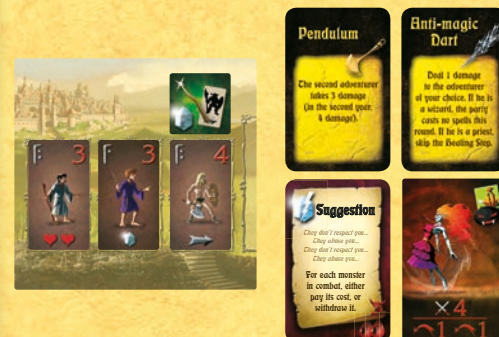 3
3
4
Pendulum
The second adventurer
takes 3 damage
(in the second year,
4 damage).
Anti-magic
Dart
Deal 1 damage
to the adventurer
of your choice. If he is
a wizard, the party
casts no spells this
round. If he is a priest,
skip the Healing Step.
Suggestion
They don't respect you...
They abuse you...
They don't respect you...
They abuse you...
For each monster
in combat, either
pay its cost, or
withdraw it.
×4